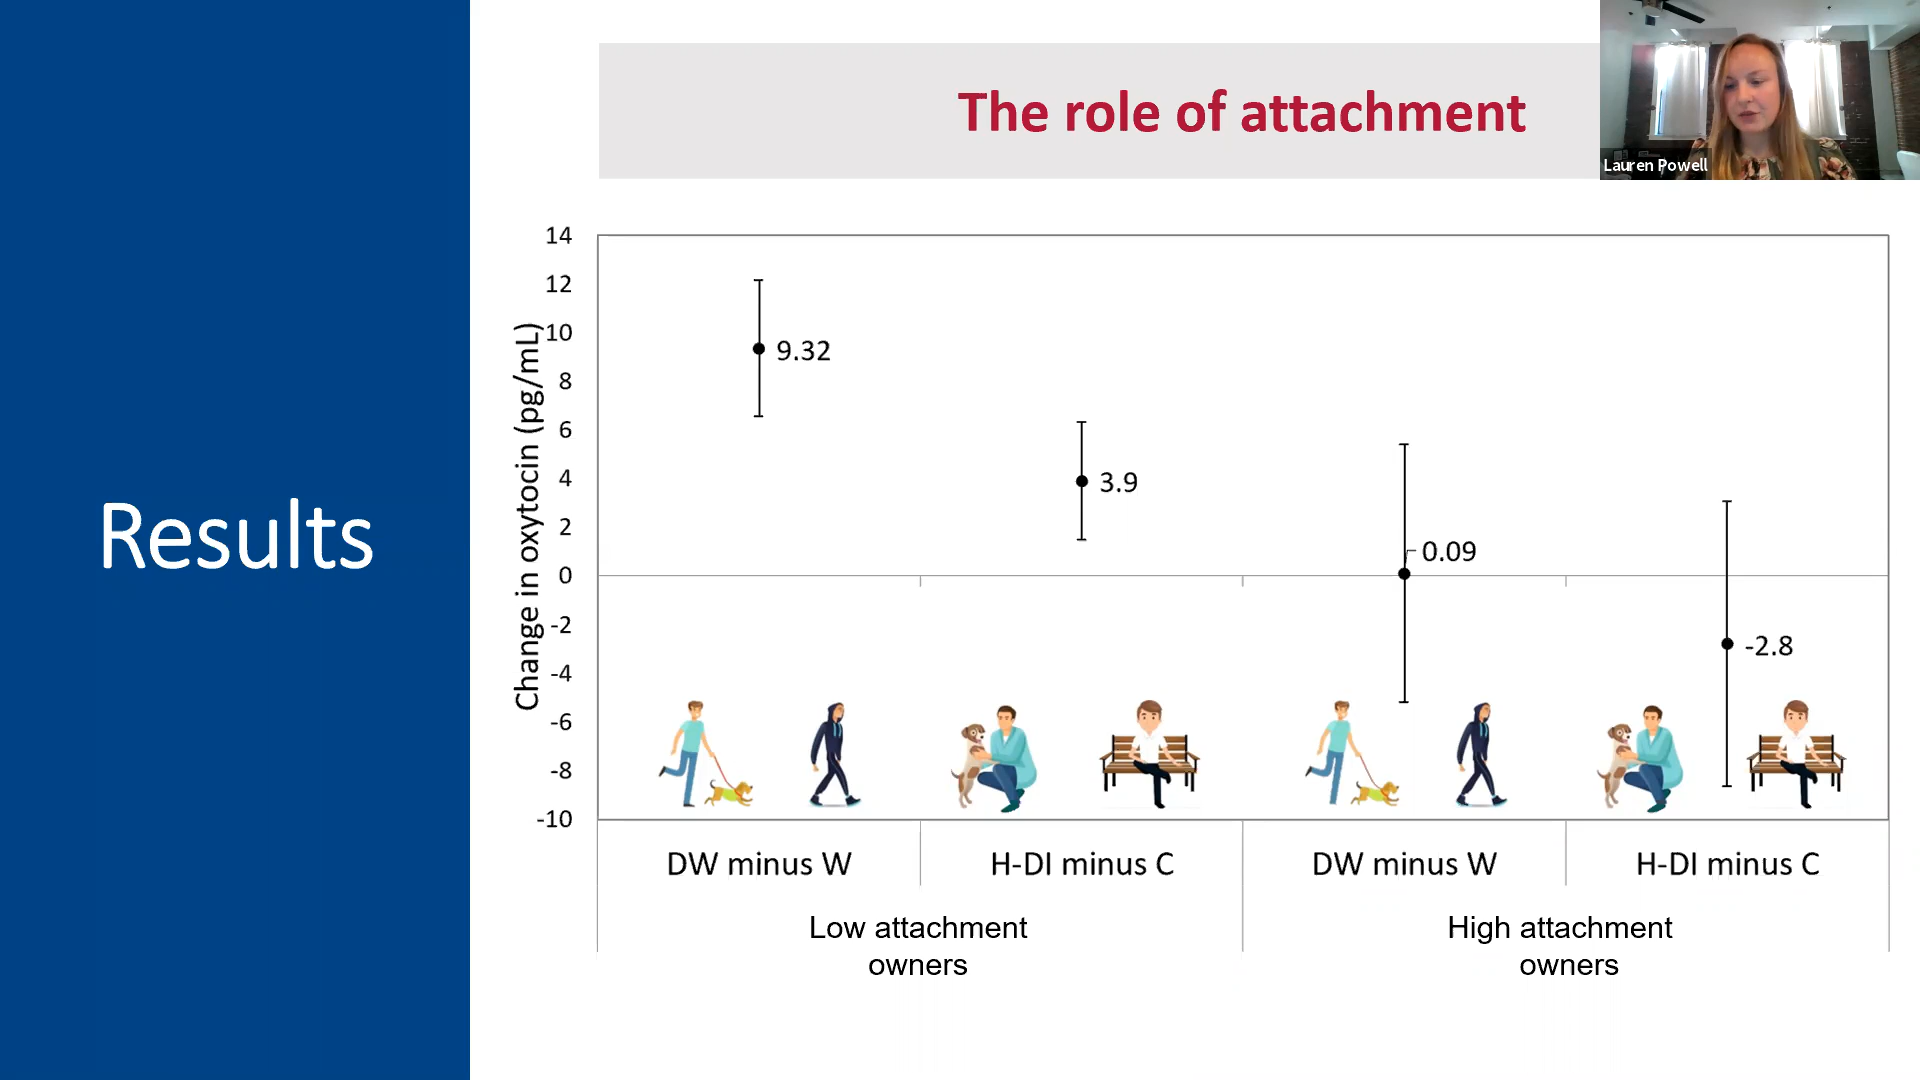 Results
The role of attachment
Lauren Powell
Change in oxytocin (pg/mL)
14
12
10
8
6
4
2
0
-2
-4
-6
-8
-10
9.32
3.9
0.09
-2.8
DW minus W
H-DI minus C
DW minus W
H-DI minus C
Low attachment
owners
High attachment
owners